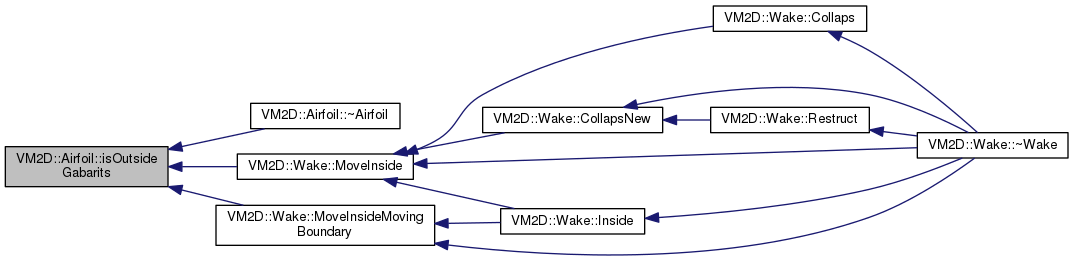 VM2D::Wake::Collaps
VM2D::Airfoil::~Airfoil
VM2D::Wake::CollapsNew
VM2D::Wake::Restruct
VM2D::Airfoil::isOutside
Gabarits
VM2D::Wake::MoveInside
VM2D::Wake::~Wake
VM2D::Wake::MoveInsideMoving
Boundary
VM2D::Wake::Inside